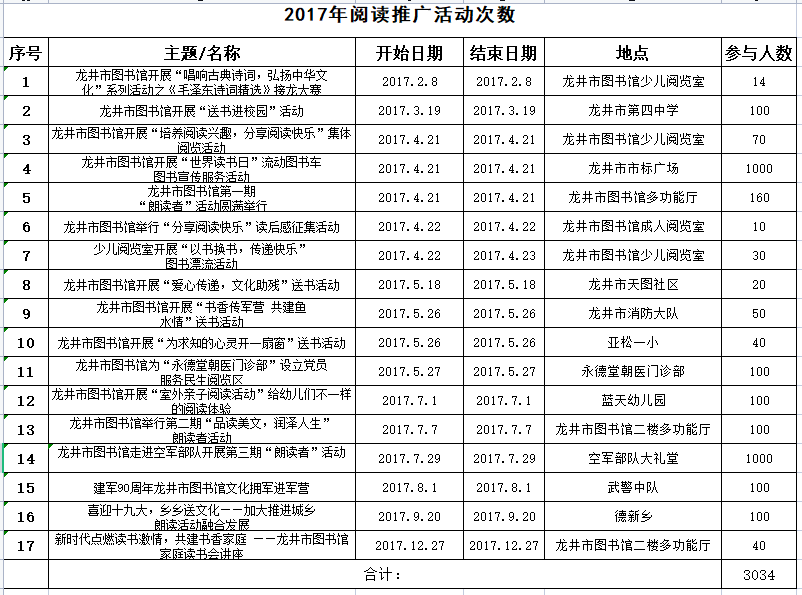 2017年阅读推广活动次数
序号 主题/名称 开始日期 结束日期 地点 参与人数
1 龙井市图书馆开展“唱响古典诗词，弘扬中华文 2017.2.8 2017.2.8 龙井市图书馆少儿阅览室 14
化”系列活动之《毛泽东诗词精选》接龙大赛
2 龙井市图书馆开展“送书进校园”活动 2017.3.19 2017.3.19 龙井市第四中学 100
3 龙井市图书馆开展“培养阅读兴趣，分享阅读快乐”集体 2017.4.21 2017.4.21 龙井市图书馆少儿阅览室 70
阅览活动
4 龙井市图书馆开展“世界读书日”流动图书车 2017.4.21 2017.4.21 龙井市市标广场 1000
图书宣传服务活动
5 龙井市图书馆第一期 2017.4.21 2017.4.21 龙井市图书馆多功能厅 160
“朗读者”活动圆满举行
6 龙井市图书馆举行“分享阅读快乐”读后感征集活动 2017.4.22 2017.4.22 龙井市图书馆成人阅览室 10
7 少儿阅览室开展“以书换书，传递快乐” 2017.4.22 2017.4.23 龙井市图书馆少儿阅览室 30
图书漂流活动
8 龙井市图书馆开展“爱心传递，文化助残”送书活动 2017.5.18 2017.5.18 龙井市天图社区 20
9 龙井市图书馆开展“书香传军营 共建鱼 2017.5.26 2017.5.26 龙井市消防大队 50
水情”送书活动
10 龙井市图书馆开展“为求知的心灵开一扇窗”送书活动 2017.5.26 2017.5.26 亚松一小 40
11 龙井市图书馆为“永德堂朝医门诊部”设立党员 2017.5.27 2017.5.27 永德堂朝医门诊部 100
服务民生阅览区
12 龙井市图书馆开展“室外亲子阅读活动”给幼儿们不一样 2017.7.1 2017.7.1 蓝天幼儿园 100
的阅读体验
13 龙井市图书馆举行第二期“品读美文，润泽人生” 2017.7.7 2017.7.7 龙井市图书馆二楼多功能厅 100
朗读者活动
14 龙井市图书馆走进空军部队开展第三期“朗读者”活动 2017.7.29 2017.7.29 空军部队大礼堂 1000
15 建军90周年龙井市图书馆文化拥军进军营 2017.8.1 2017.8.1 武警中队 100
16 喜迎十九大，乡乡送文化——加大推进城乡 2017.9.20 2017.9.20 德新乡 100
朗读活动融合发展
17 新时代点燃读书激情，共建书香家庭 ——龙井市图书馆 2017.12.27 2017.12.27 龙井市图书馆二楼多功能厅 40
家庭读书会讲座
合计： 3034